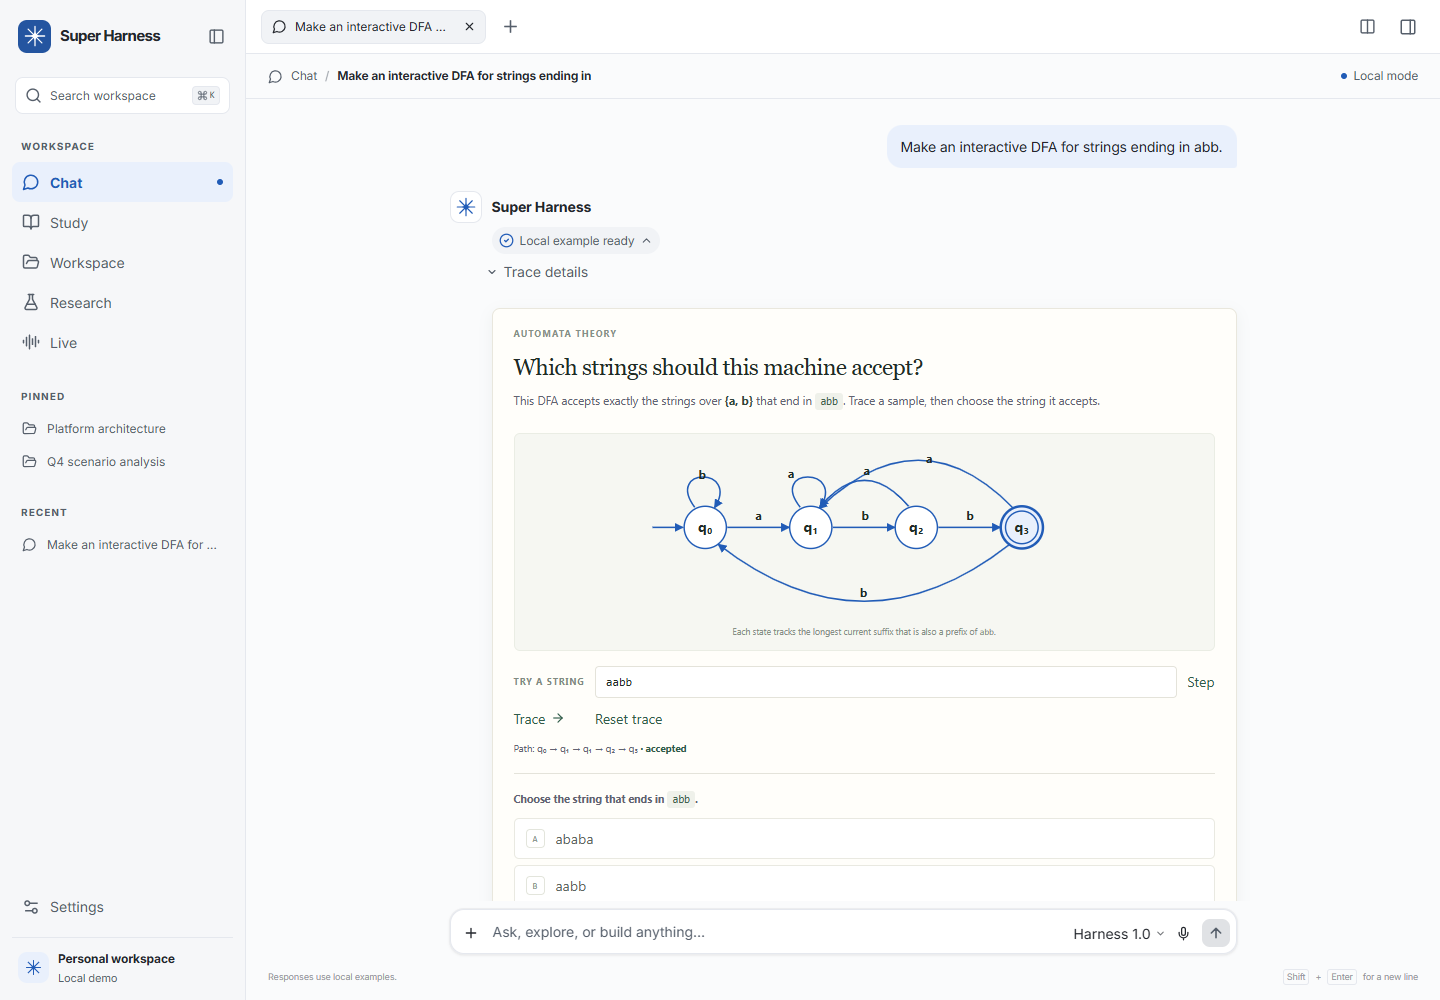 Super Harness
Search workspace
⌘ K
WORKSPACE
Chat
Study
Workspace
Research
Live
PINNED
Platform architecture
Q4 scenario analysis
RECENT
Make an interactive DFA for ...
Settings
Personal workspace
Local demo
Make an interactive DFA ...
Chat / Make an interactive DFA for strings ending in
Local mode
Make an interactive DFA for strings ending in abb.
Super Harness
Local example ready
Trace details
AUTOMATA THEORY
Which strings should this machine accept?
This DFA accepts exactly the strings over {a, b} that end in abb. Trace a sample, then choose the string it accepts.
a
b a a
a b b
q₀ q₁ q₂ q₃
b
Each state tracks the longest current suffix that is also a prefix of abb.
TRY A STRING aabb Step
Trace → Reset trace
Path: q₀ → q₁ → q₁ → q₂ → q₃ · accepted
Choose the string that ends in abb.
A ababa
B aabb
Ask, explore, or build anything...
Harness 1.0
Responses use local examples.
Shift + Enter for a new line